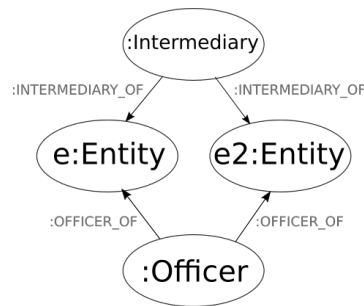 :Intermediary
:INTERMEDIARY_OF :INTERMEDIARY_OF
e:Entity e2:Entity
:OFFICER_OF :OFFICER_OF
:Officer